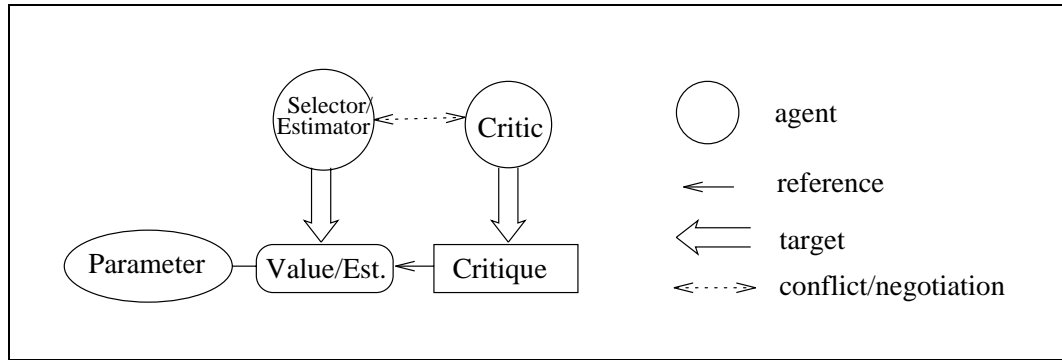 Selector/
Estimator
Critic
Parameter
Value/Est.
Critique
agent
reference
target
conflict/negotiation